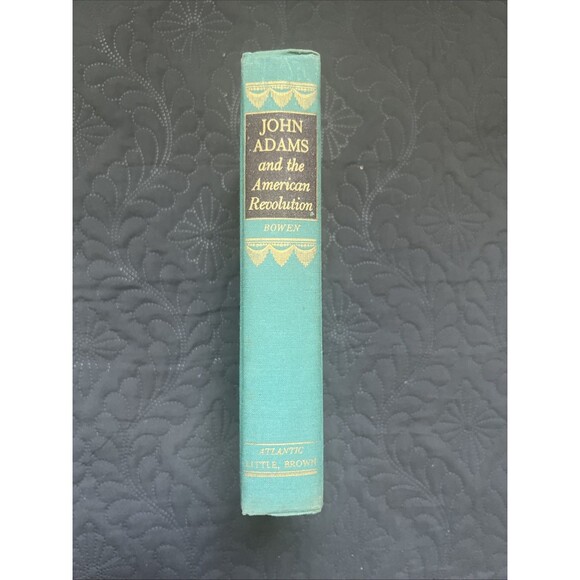 JOHN
ADAMS
and the
American
Revolution
BOWEN
ATLANTIC
LITTLE, BROWN